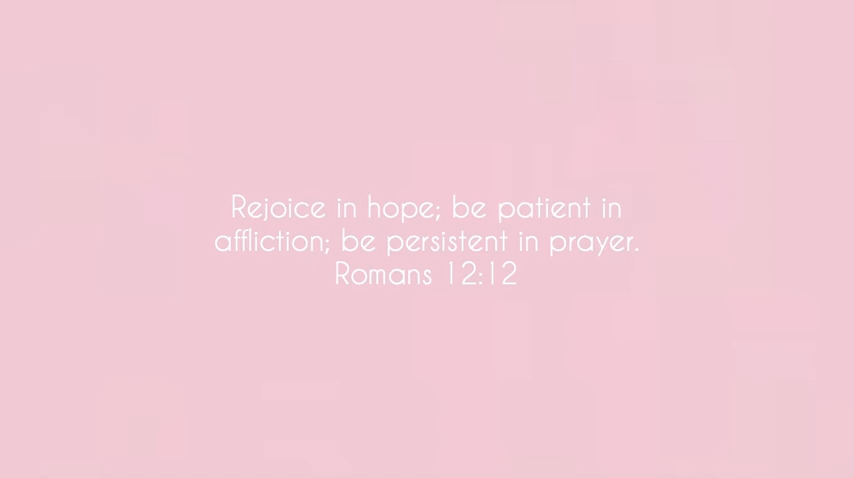 Rejoice in hope; be patient in
affliction; be persistent in prayer.
Romans 12:12